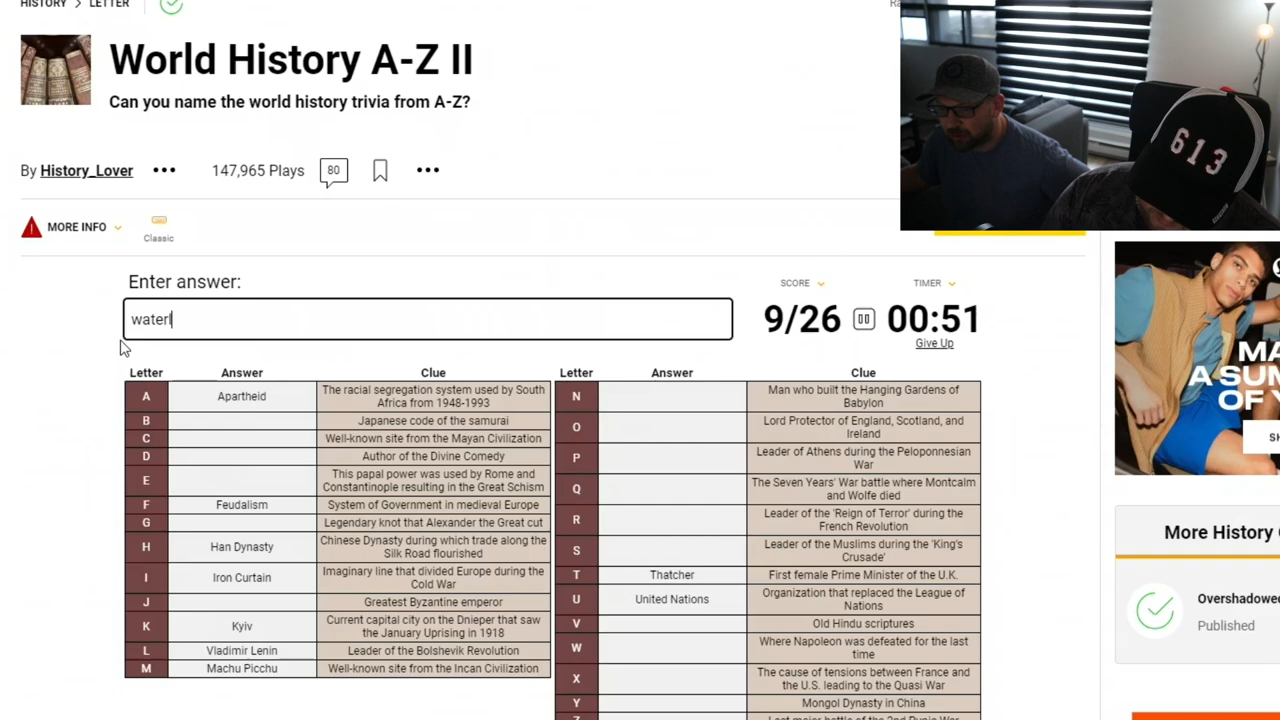 HISTORY > LETTER
World History A-Z II
Can you name the world history trivia from A-Z?
613
By History_Lover ••• 147,965 Plays 80 •••
MORE INFO
Classic
Enter answer:
waterl
SCORE
TIMER
9/26
00:51
Give Up
Letter Answer Clue
A Apartheid The racial segregation system used by South
Africa from 1948-1993
B Japanese code of the samurai
C Well-known site from the Mayan Civilization
D Author of the Divine Comedy
E This papal power was used by Rome and
Constantinople resulting in the Great Schism
F Feudalism System of Government in medieval Europe
G Legendary knot that Alexander the Great cut
H Han Dynasty Chinese Dynasty during which trade along the
Silk Road flourished
I Iron Curtain Imaginary line that divided Europe during the
Cold War
J Greatest Byzantine emperor
K Kyiv Current capital city on the Dnieper that saw
the January Uprising in 1918
L Vladimir Lenin Leader of the Bolshevik Revolution
M Machu Picchu Well-known site from the Incan Civilization
Letter Answer Clue
N Man who built the Hanging Gardens of
Babylon
O Lord Protector of England, Scotland, and
Ireland
P Leader of Athens during the Peloponnesian
War
Q The Seven Years' War battle where Montcalm
and Wolfe died
R Leader of the 'Reign of Terror' during the
French Revolution
S Leader of the Muslims during the 'King's
Crusade'
T Thatcher First female Prime Minister of the U.K.
U United Nations Organization that replaced the League of
Nations
V Old Hindu scriptures
W Where Napoleon was defeated for the last
time
X The cause of tensions between France and
the U.S. leading to the Quasi War
Y Mongol Dynasty in China
MA
A SUM
OF Y
More History
Overshadowed
Published